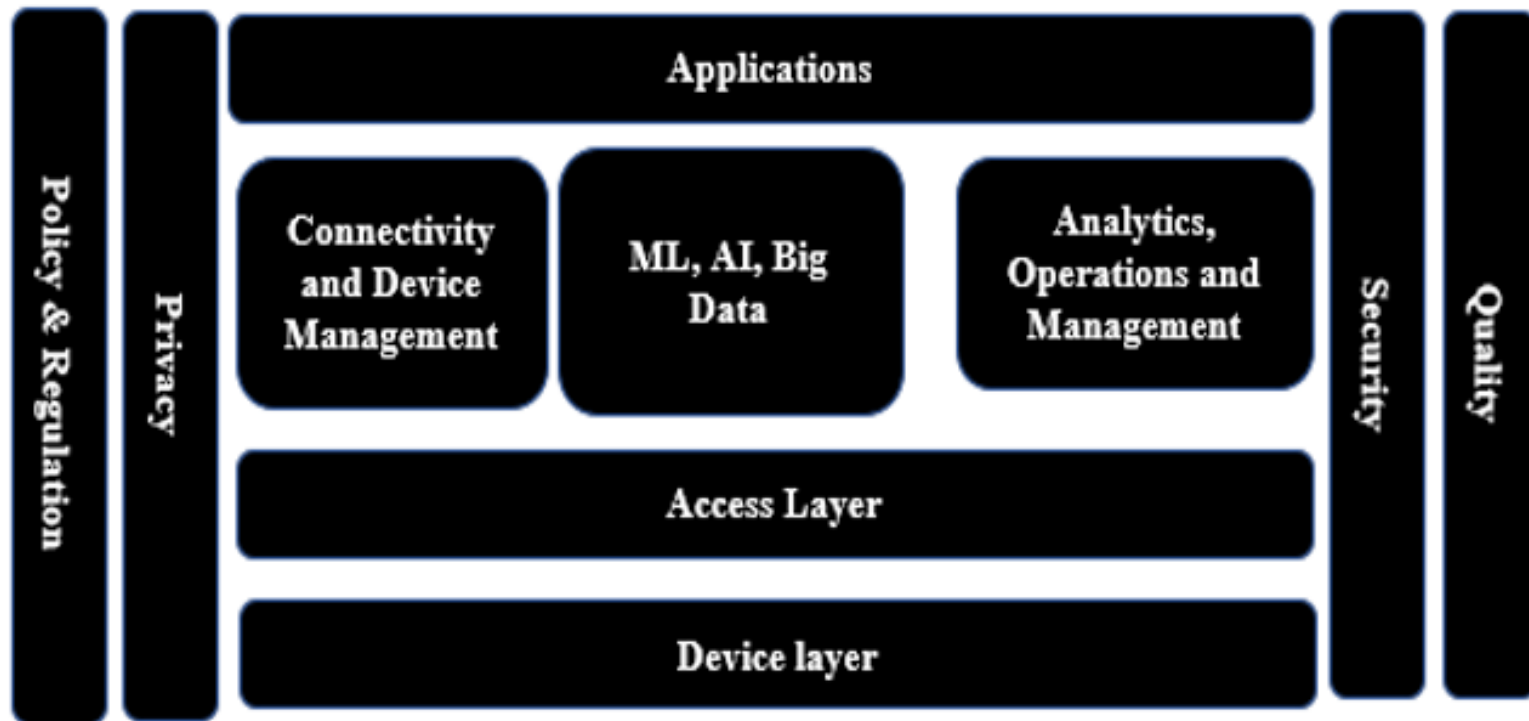 Policy & Regulation
Privacy
Applications
Connectivity
and Device
Management
ML, AI, Big
Data
Analytics,
Operations and
Management
Access Layer
Device layer
Security
Quality